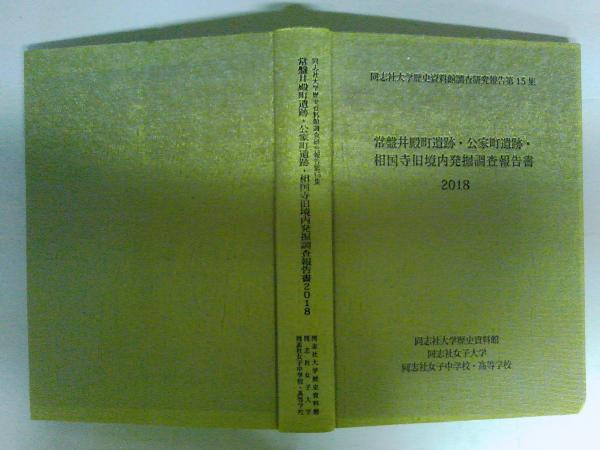 同志社大学歴史資料館調査研究報告第15集
常盤井殿町遺跡・公家町遺跡・
相国寺旧境内発掘調査報告書
2018
同志社大学歴史資料館
同志社女子大学
同志社女子中学校・高等学校
同志社大学歴史資料館調査研究報告第15集
常盤井殿町遺跡・公家町遺跡・相国寺旧境内発掘調査報告書2018
同志社大学歴史資料館
同志社女子大学
同志社女子中学校・高等学校